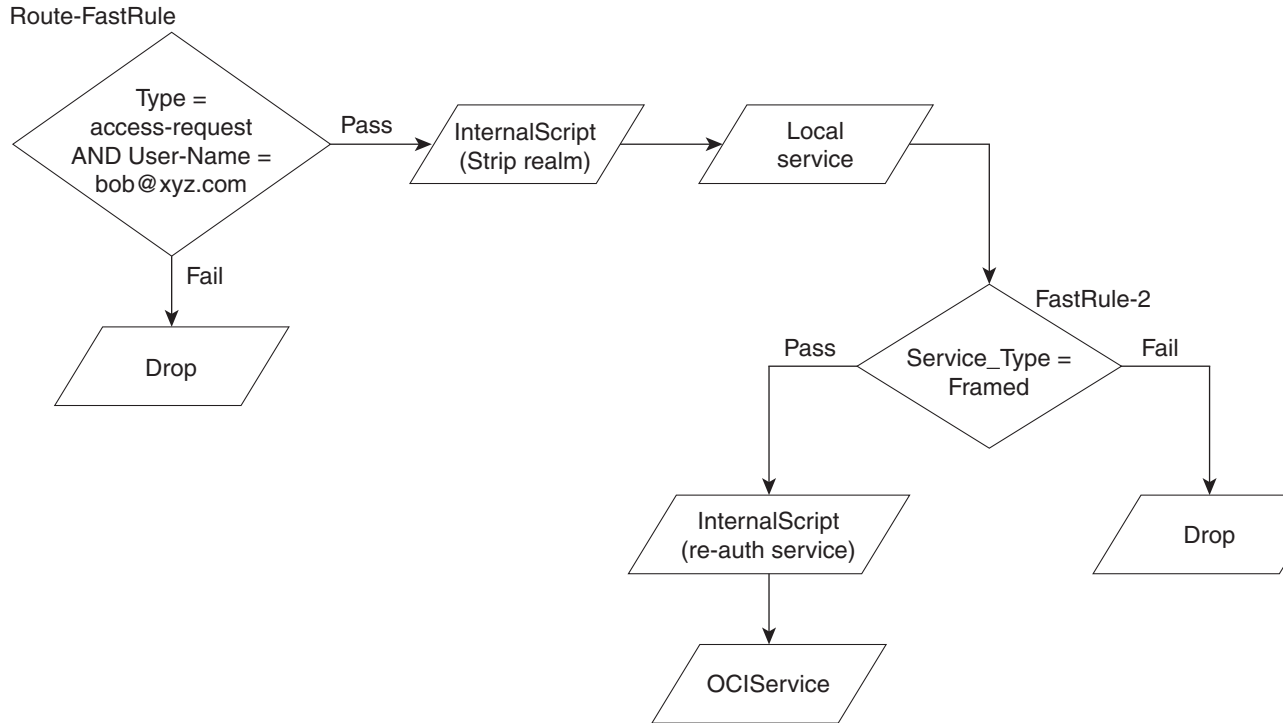 Route-FastRule
Type =
access-request
AND User-Name =
bob@xyz.com
Pass
InternalScript
(Strip realm)
Local
service
Fail
Drop
FastRule-2
Pass
Service_Type =
Framed
Fail
InternalScript
(re-auth service)
Drop
OCIService